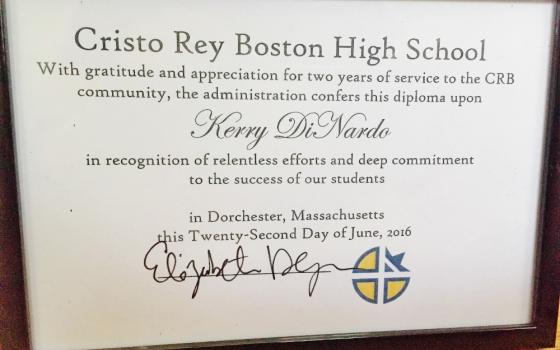 Cristo Rey Boston High School
With gratitude and appreciation for two years of service to the CRB
community, the administration confers this diploma upon
Kerry DiNardo
in recognition of relentless efforts and deep commitment
to the success of our students
in Dorchester, Massachusetts
this Twenty-Second Day of June, 2016
Elizabeth